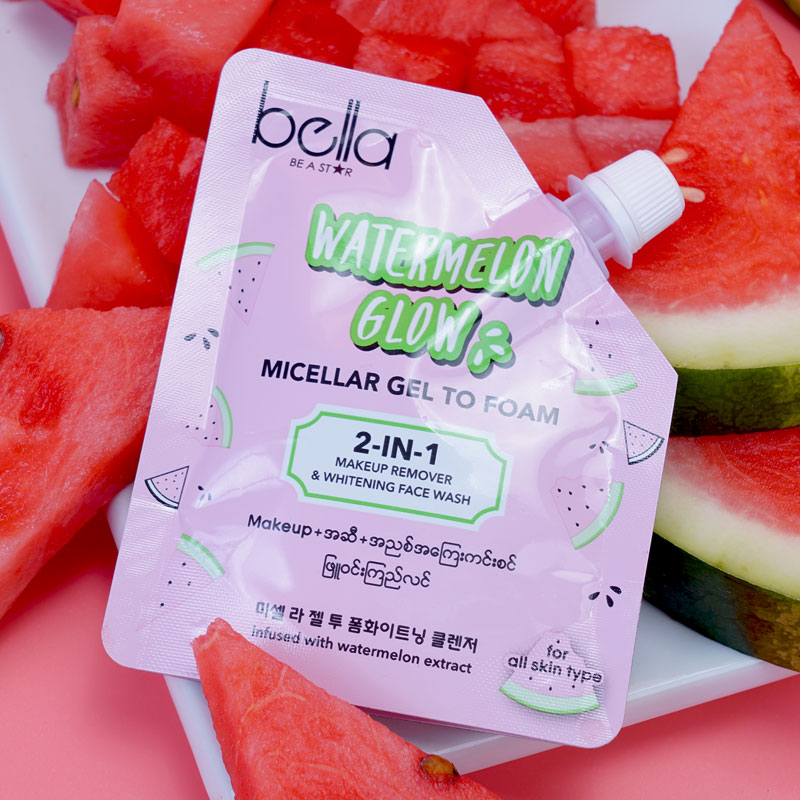 bella
BE A ST★R
WATERMELON
GLOW
MICELLAR GEL TO FOAM
2-IN-1
MAKEUP REMOVER
& WHITENING FACE WASH
Makeup+အဆီ+အညစ်အကြေးကင်းစင်
ဖြူဝင်းကြည်လင်
미셀 라 젤 투 폼화이트닝 클렌저
infused with watermelon extract
for
all skin type